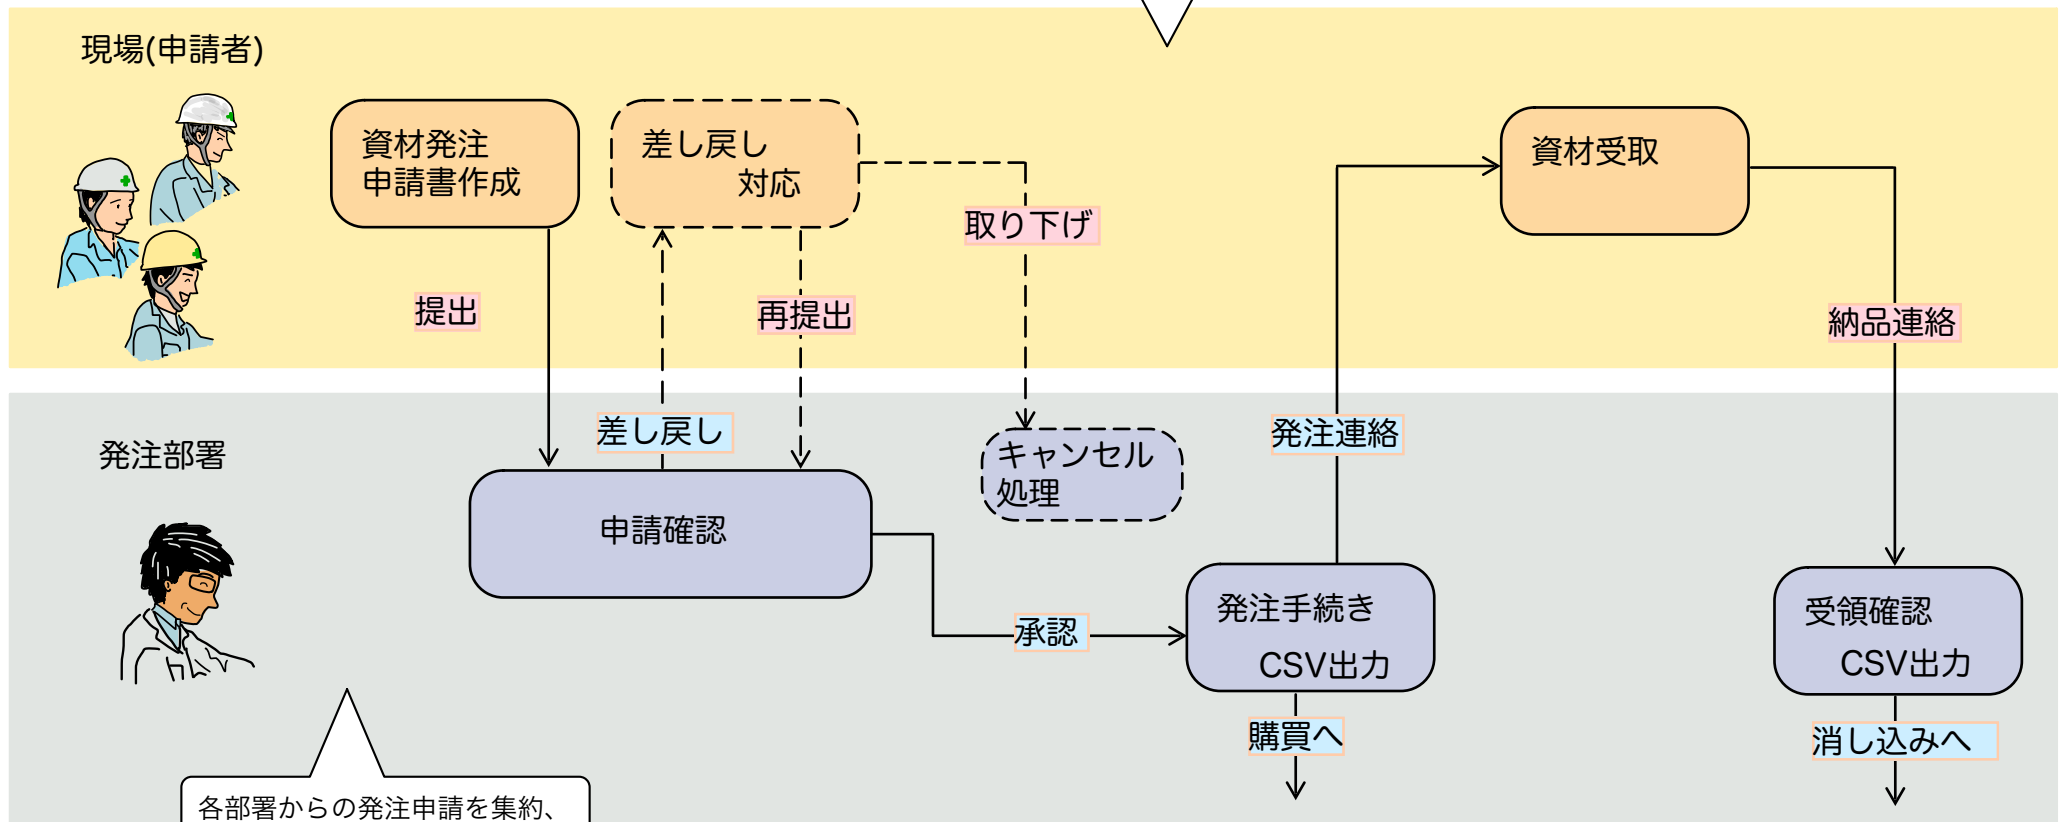 現場(申請者)
資材発注
申請書作成
差し戻し
対応
資材受取
取り下げ
提出
再提出
納品連絡
発注部署
差し戻し
キャンセル
処理
発注連絡
申請確認
承認
発注手続き
CSV出力
受領確認
CSV出力
購買へ
消し込みへ
各部署からの発注申請を集約、